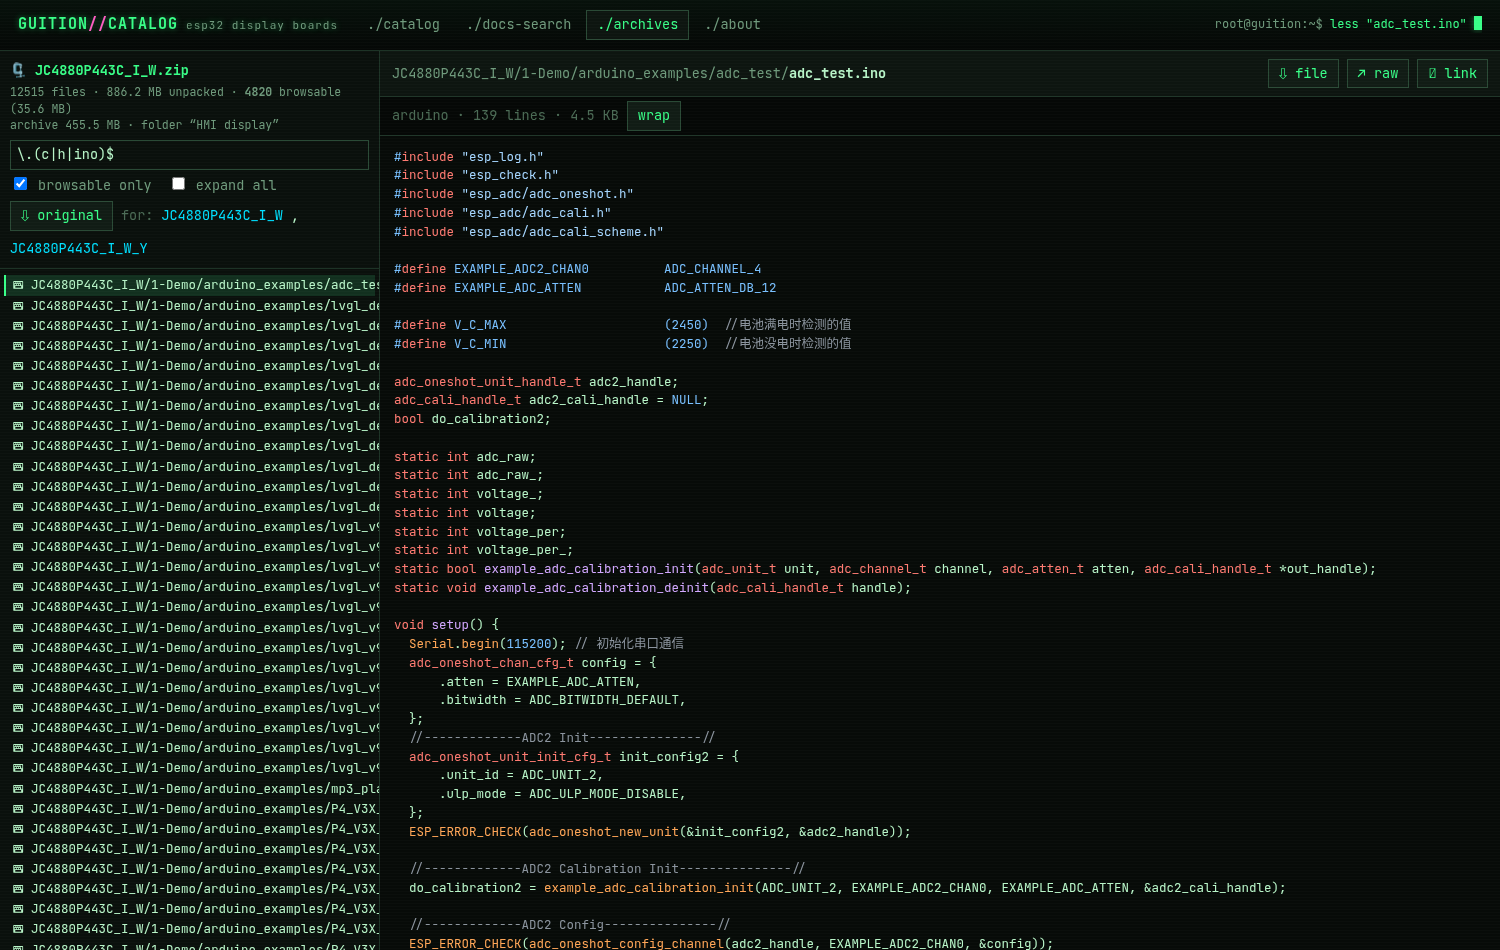 GUITION//CATALOG esp32 display boards ./catalog ./docs-search ./archives ./about root@guition:~$ less "adc_test.ino"
JC4880P443C_I_W.zip
12515 files · 886.2 MB unpacked · 4820 browsable
(35.6 MB)
archive 455.5 MB · folder “HMI display”
\.(c|h|ino)$
browsable only expand all
⇩ original for: JC4880P443C_I_W ,
JC4880P443C_I_W_Y
JC4880P443C_I_W/1-Demo/arduino_examples/adc_tes
JC4880P443C_I_W/1-Demo/arduino_examples/lvgl_de
JC4880P443C_I_W/1-Demo/arduino_examples/lvgl_de
JC4880P443C_I_W/1-Demo/arduino_examples/lvgl_de
JC4880P443C_I_W/1-Demo/arduino_examples/lvgl_de
JC4880P443C_I_W/1-Demo/arduino_examples/lvgl_de
JC4880P443C_I_W/1-Demo/arduino_examples/lvgl_de
JC4880P443C_I_W/1-Demo/arduino_examples/lvgl_de
JC4880P443C_I_W/1-Demo/arduino_examples/lvgl_de
JC4880P443C_I_W/1-Demo/arduino_examples/lvgl_de
JC4880P443C_I_W/1-Demo/arduino_examples/lvgl_de
JC4880P443C_I_W/1-Demo/arduino_examples/lvgl_de
JC4880P443C_I_W/1-Demo/arduino_examples/lvgl_v9
JC4880P443C_I_W/1-Demo/arduino_examples/lvgl_v9
JC4880P443C_I_W/1-Demo/arduino_examples/lvgl_v9
JC4880P443C_I_W/1-Demo/arduino_examples/lvgl_v9
JC4880P443C_I_W/1-Demo/arduino_examples/lvgl_v9
JC4880P443C_I_W/1-Demo/arduino_examples/lvgl_v9
JC4880P443C_I_W/1-Demo/arduino_examples/lvgl_v9
JC4880P443C_I_W/1-Demo/arduino_examples/lvgl_v9
JC4880P443C_I_W/1-Demo/arduino_examples/lvgl_v9
JC4880P443C_I_W/1-Demo/arduino_examples/lvgl_v9
JC4880P443C_I_W/1-Demo/arduino_examples/lvgl_v9
JC4880P443C_I_W/1-Demo/arduino_examples/lvgl_v9
JC4880P443C_I_W/1-Demo/arduino_examples/lvgl_v9
JC4880P443C_I_W/1-Demo/arduino_examples/mp3_pla
JC4880P443C_I_W/1-Demo/arduino_examples/P4_V3X_
JC4880P443C_I_W/1-Demo/arduino_examples/P4_V3X_
JC4880P443C_I_W/1-Demo/arduino_examples/P4_V3X_
JC4880P443C_I_W/1-Demo/arduino_examples/P4_V3X_
JC4880P443C_I_W/1-Demo/arduino_examples/P4_V3X_
JC4880P443C_I_W/1-Demo/arduino_examples/P4_V3X_
JC4880P443C_I_W/1-Demo/arduino_examples/P4_V3X_
JC4880P443C_I_W/1-Demo/arduino_examples/P4_V3X_
JC4880P443C_I_W/1-Demo/arduino_examples/adc_test/adc_test.ino ⇩ file ↗ raw link
arduino · 139 lines · 4.5 KB wrap
#include "esp_log.h"
#include "esp_check.h"
#include "esp_adc/adc_oneshot.h"
#include "esp_adc/adc_cali.h"
#include "esp_adc/adc_cali_scheme.h"
#define EXAMPLE_ADC2_CHAN0          ADC_CHANNEL_4
#define EXAMPLE_ADC_ATTEN           ADC_ATTEN_DB_12
#define V_C_MAX                     (2450)  //电池满电时检测的值
#define V_C_MIN                     (2250)  //电池没电时检测的值
adc_oneshot_unit_handle_t adc2_handle;
adc_cali_handle_t adc2_cali_handle = NULL;
bool do_calibration2;
static int adc_raw;
static int adc_raw_;
static int voltage_;
static int voltage;
static int voltage_per;
static int voltage_per_;
static bool example_adc_calibration_init(adc_unit_t unit, adc_channel_t channel, adc_atten_t atten, adc_cali_handle_t *out_handle);
static void example_adc_calibration_deinit(adc_cali_handle_t handle);
void setup() {
  Serial.begin(115200); // 初始化串口通信
  adc_oneshot_chan_cfg_t config = {
      .atten = EXAMPLE_ADC_ATTEN,
      .bitwidth = ADC_BITWIDTH_DEFAULT,
  };
  //-------------ADC2 Init---------------//
  adc_oneshot_unit_init_cfg_t init_config2 = {
      .unit_id = ADC_UNIT_2,
      .ulp_mode = ADC_ULP_MODE_DISABLE,
  };
  ESP_ERROR_CHECK(adc_oneshot_new_unit(&init_config2, &adc2_handle));
  //-------------ADC2 Calibration Init---------------//
  do_calibration2 = example_adc_calibration_init(ADC_UNIT_2, EXAMPLE_ADC2_CHAN0, EXAMPLE_ADC_ATTEN, &adc2_cali_handle);
  //-------------ADC2 Config---------------//
  ESP_ERROR_CHECK(adc_oneshot_config_channel(adc2_handle, EXAMPLE_ADC2_CHAN0, &config));